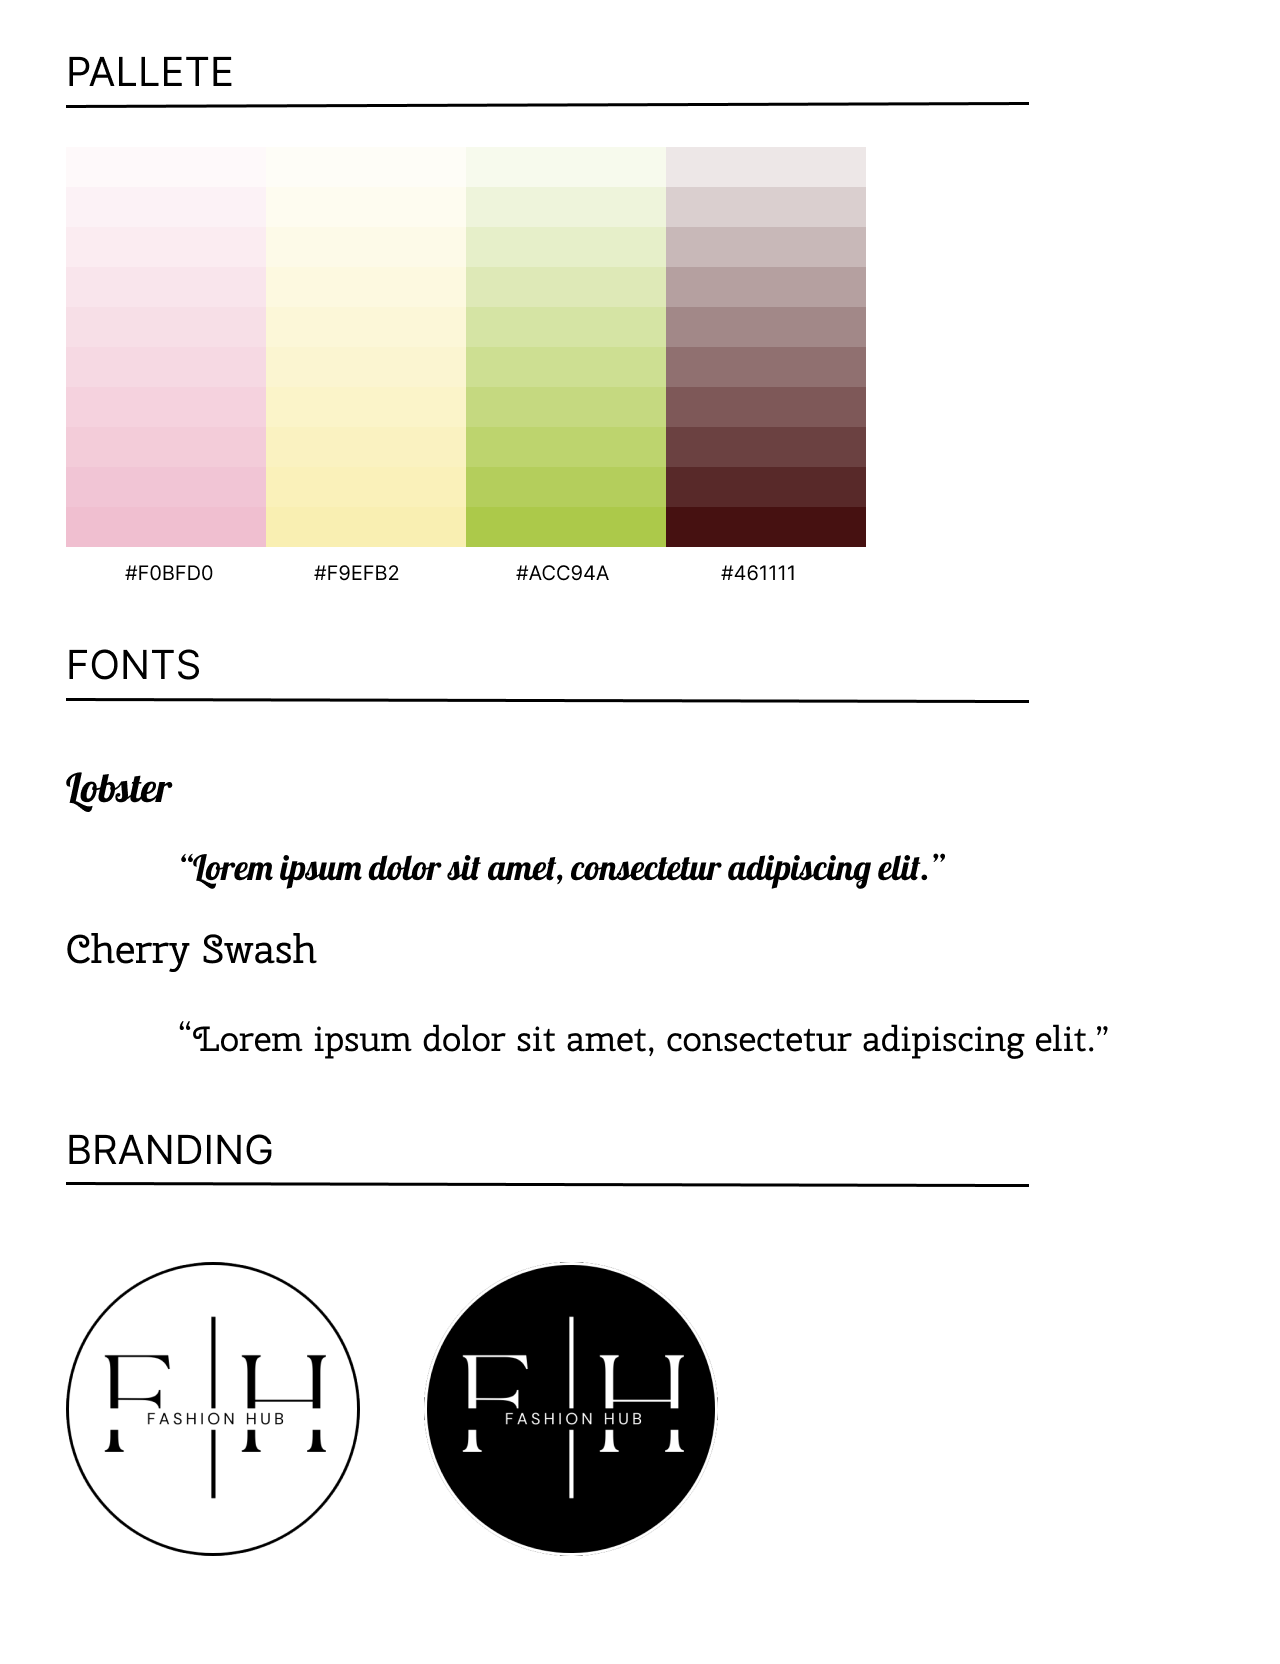 PALLETE
#F0BFD0 #F9EFB2 #ACC94A #461111
FONTS
Lobster
“Lorem ipsum dolor sit amet, consectetur adipiscing elit.”
Cherry Swash
“Lorem ipsum dolor sit amet, consectetur adipiscing elit.”
BRANDING
F H
FASHION HUB
F H
FASHION HUB